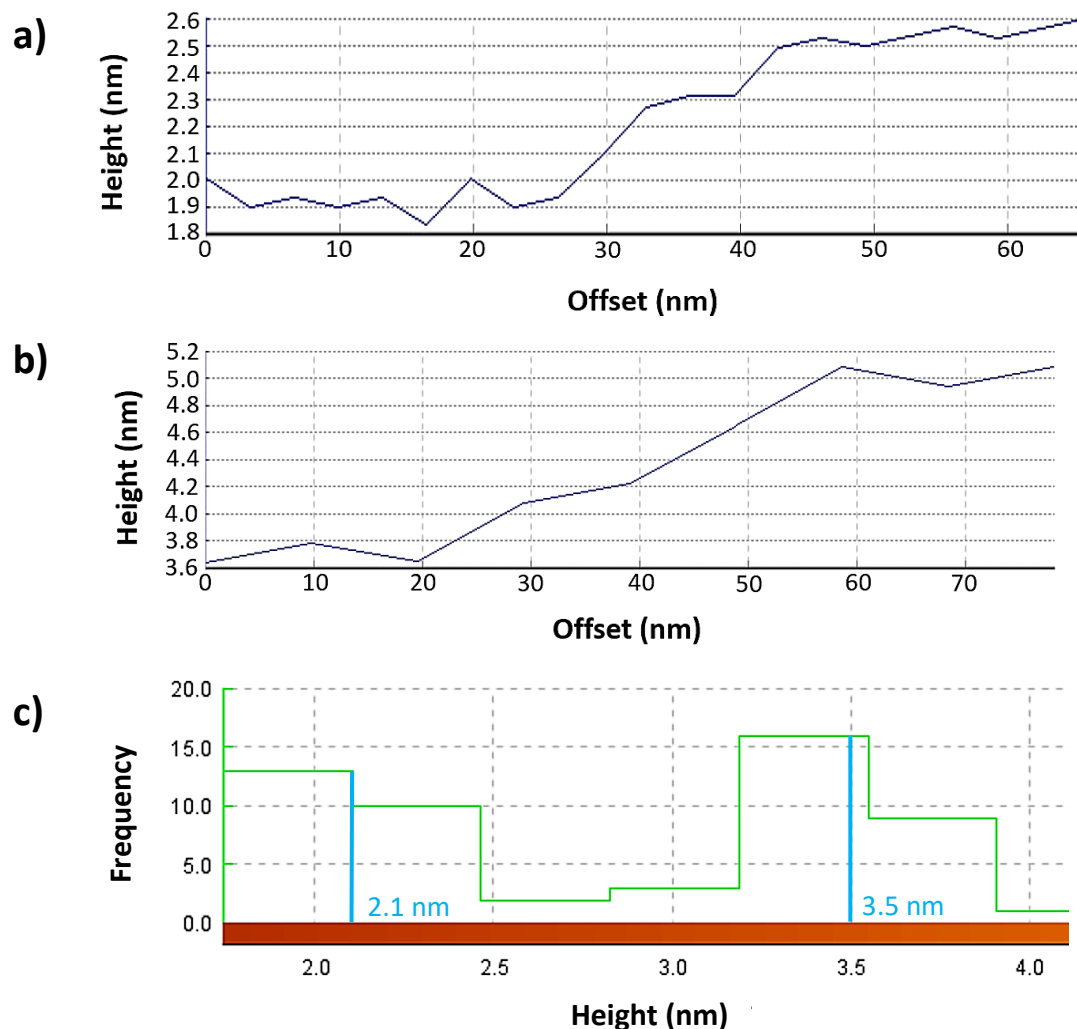 a)
Height (nm)
2.6
2.5
2.4
2.3
2.2
2.1
2.0
1.9
1.8
0 10 20 30 40 50 60
Offset (nm)
b)
Height (nm)
5.2
5.0
4.8
4.6
4.4
4.2
4.0
3.8
3.6
0 10 20 30 40 50 60 70
Offset (nm)
c)
Frequency
20.0
15.0
10.0
5.0
0.0
2.1 nm 3.5 nm
2.0 2.5 3.0 3.5 4.0
Height (nm)